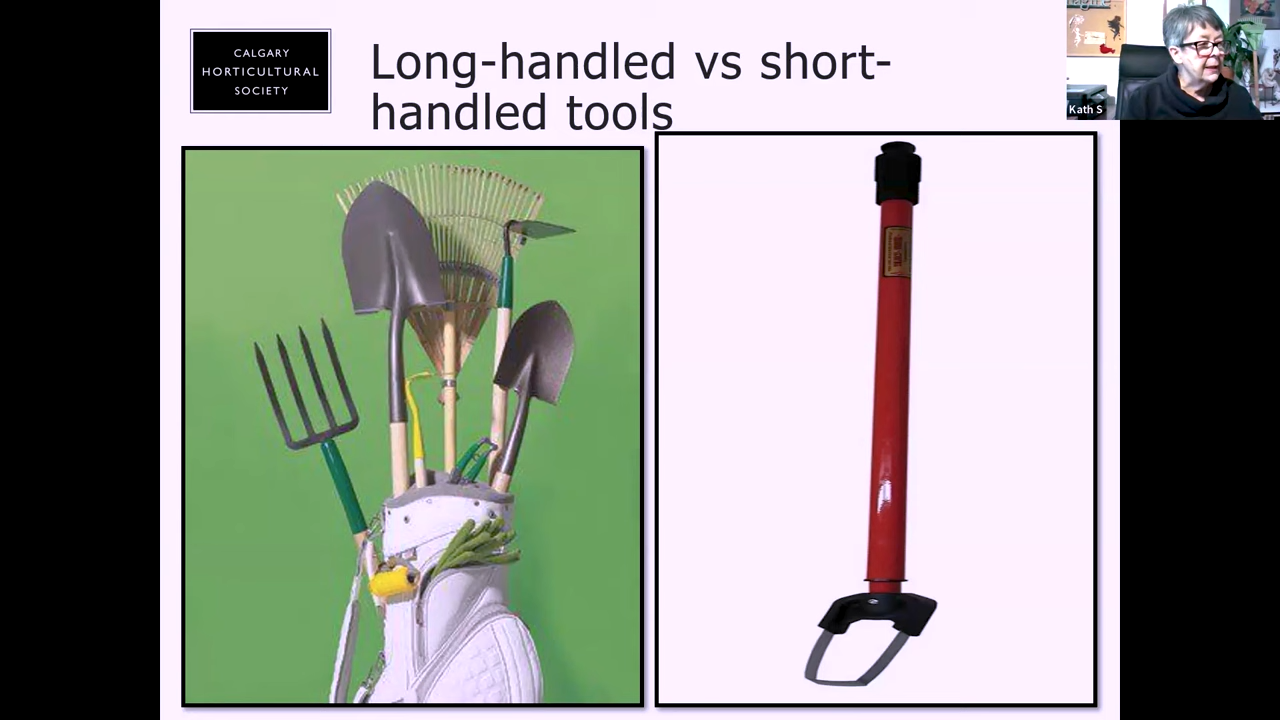 CALGARY
HORTICULTURAL
SOCIETY
Long-handled vs short-
handled tools
Kath S